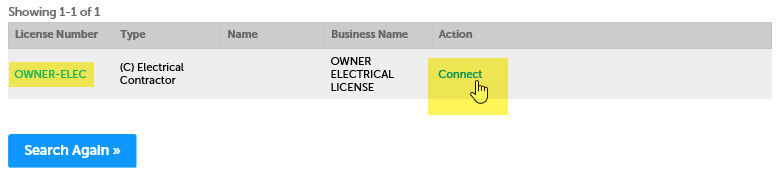 Showing 1-1 of 1
License Number Type Name Business Name Action
OWNER-ELEC (C) Electrical Contractor OWNER ELECTRICAL LICENSE Connect
Search Again »